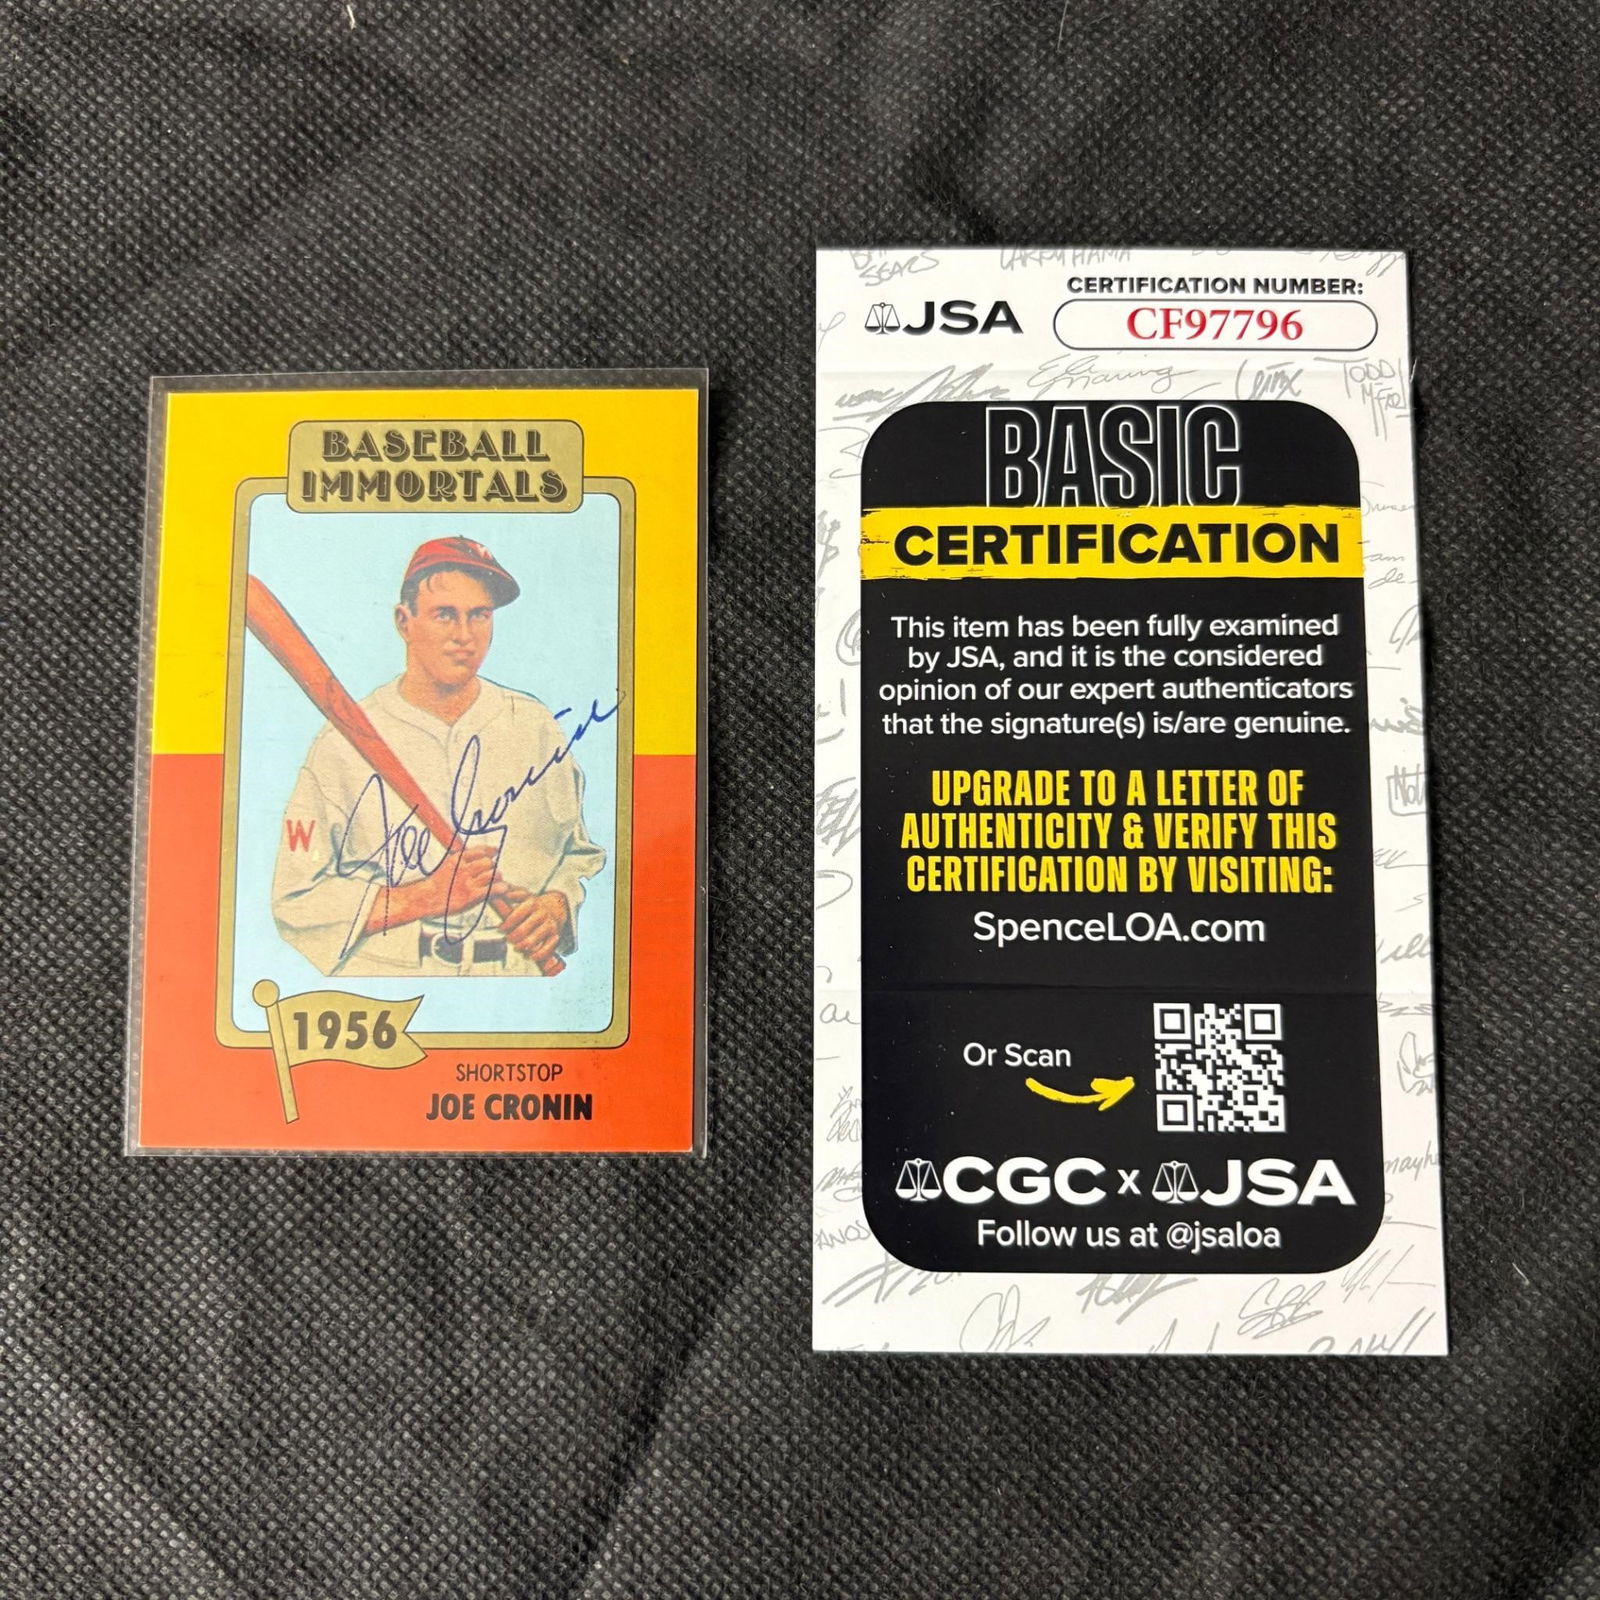 BASEBALL
IMMORTALS
W
Joe Cronin
1956
SHORTSTOP
JOE CRONIN
JSA
CERTIFICATION NUMBER:
CF97796
BASIC
CERTIFICATION
This item has been fully examined
by JSA, and it is the considered
opinion of our expert authenticators
that the signature(s) is/are genuine.
UPGRADE TO A LETTER OF
AUTHENTICITY & VERIFY THIS
CERTIFICATION BY VISITING:
SpenceLOA.com
Or Scan
CGC x JSA
Follow us at @jsaloa